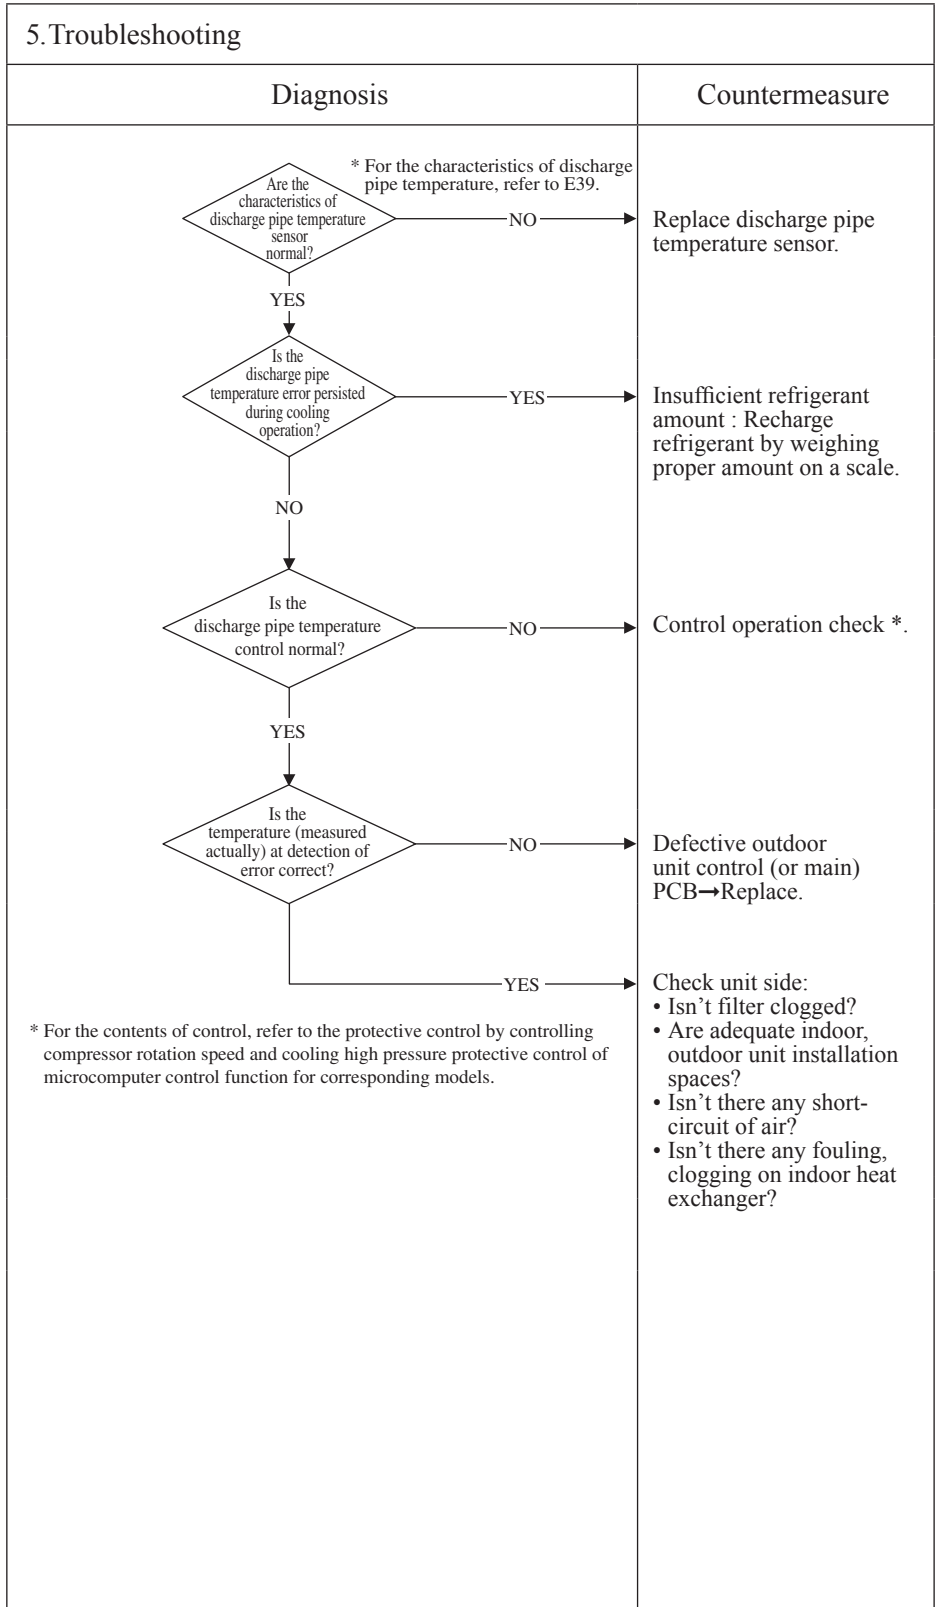 5.Troubleshooting
Diagnosis
Countermeasure
* For the characteristics of discharge
pipe temperature, refer to E39.
Are the
characteristics of
discharge pipe temperature
sensor
normal?
NO
Replace discharge pipe
temperature sensor.
YES
Is the
discharge pipe
temperature error persisted
during cooling
operation?
YES
Insufficient refrigerant
amount : Recharge
refrigerant by weighing
proper amount on a scale.
NO
Is the
discharge pipe temperature
control normal?
NO
Control operation check *.
YES
Is the
temperature (measured
actually) at detection of
error correct?
NO
Defective outdoor
unit control (or main)
PCB→Replace.
YES
Check unit side:
• Isn’t filter clogged?
• Are adequate indoor,
outdoor unit installation
spaces?
• Isn’t there any short-
circuit of air?
• Isn’t there any fouling,
clogging on indoor heat
exchanger?
* For the contents of control, refer to the protective control by controlling
compressor rotation speed and cooling high pressure protective control of
microcomputer control function for corresponding models.